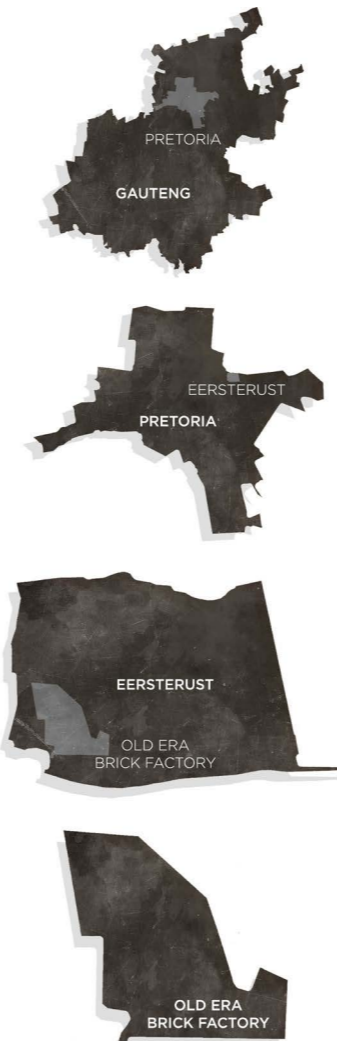 PRETORIA
GAUTENG
EERSTERUST
PRETORIA
EERSTERUST
OLD ERA
BRICK FACTORY
OLD ERA
BRICK FACTORY